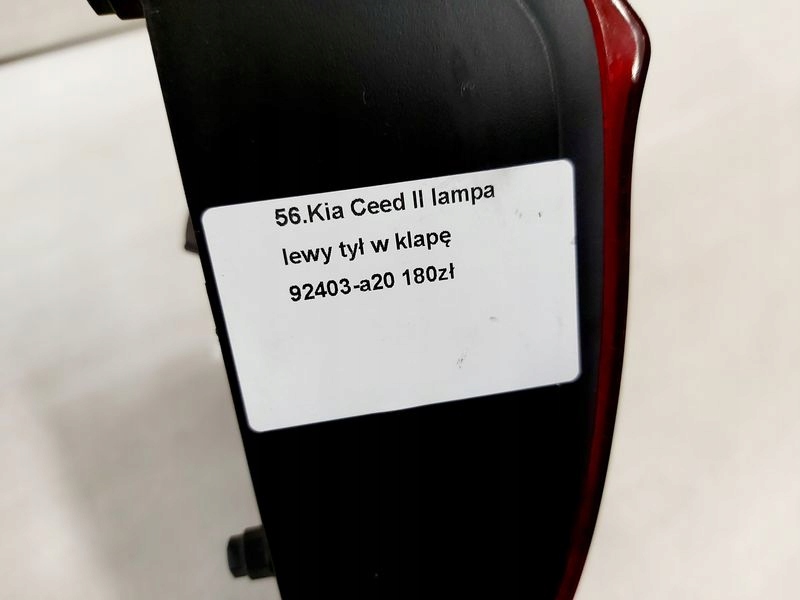 56.Kia Ceed II lampa
lewy tył w klapę
92403-a20 180zł